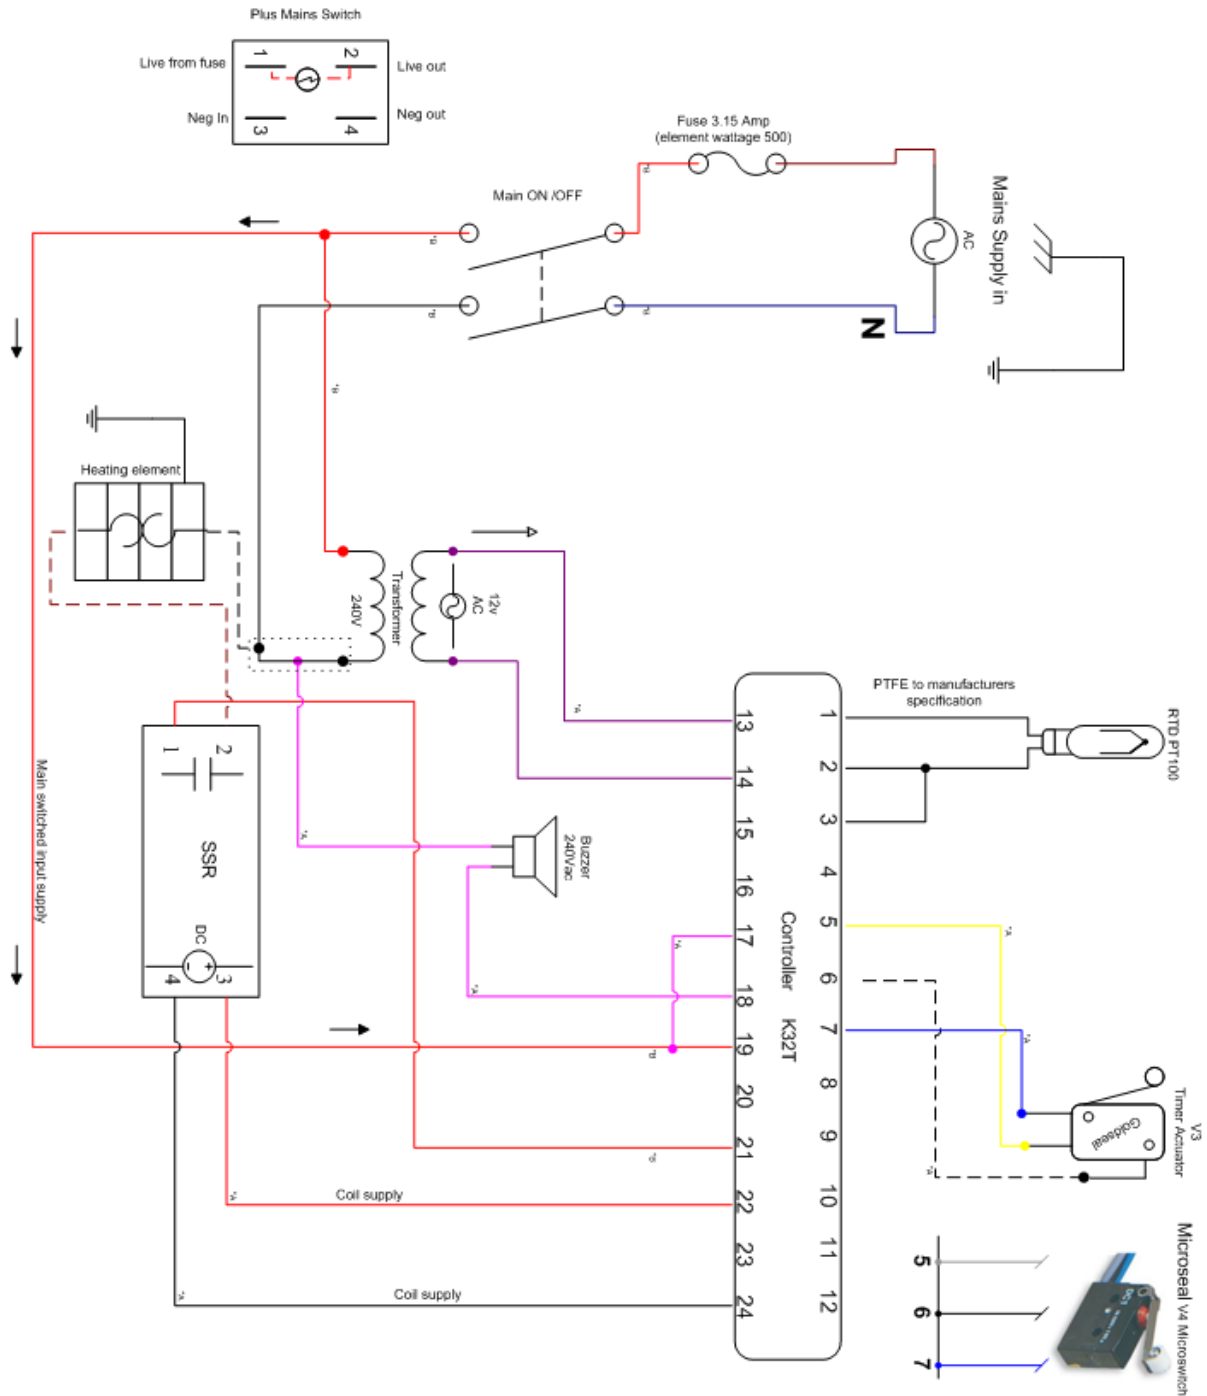 Plus Mains Switch
Live from fuse
1
2
Live out
Neg In
3
4
Neg out
Fuse 3.15 Amp
(element wattage 500)
Main ON /OFF
Mains Supply in
AC
N
"B
"B
"B
"B
"B
Heating element
Transformer
240V
12v
AC
Main switched input supply
1
2
SSR
DC
- +
4
3
Buzzer
240Vac
Controller K32T
13
14
15
16
17
18
19
20
21
22
23
24
1
2
3
4
5
6
7
8
9
10
11
12
PTFE to manufacturers
specification
RTD PT100
"A
"A
"A
"A
"A
"A
"A
"A
"A
"A
"B
"B
Coil supply
Coil supply
V3
Timer Actuator
Goldseal
Microseal V4 Microswitch
5
6
7